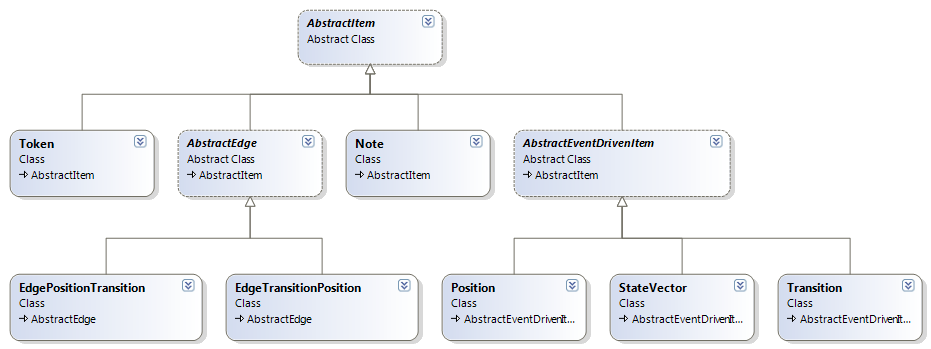 AbstractItem
Abstract Class
Token
Class
AbstractItem
AbstractEdge
Abstract Class
AbstractItem
Note
Class
AbstractItem
AbstractEventDrivenItem
Abstract Class
AbstractItem
EdgePositionTransition
Class
AbstractEdge
EdgeTransitionPosition
Class
AbstractEdge
Position
Class
AbstractEventDrivenIt...
StateVector
Class
AbstractEventDrivenIt...
Transition
Class
AbstractEventDrivenIt...